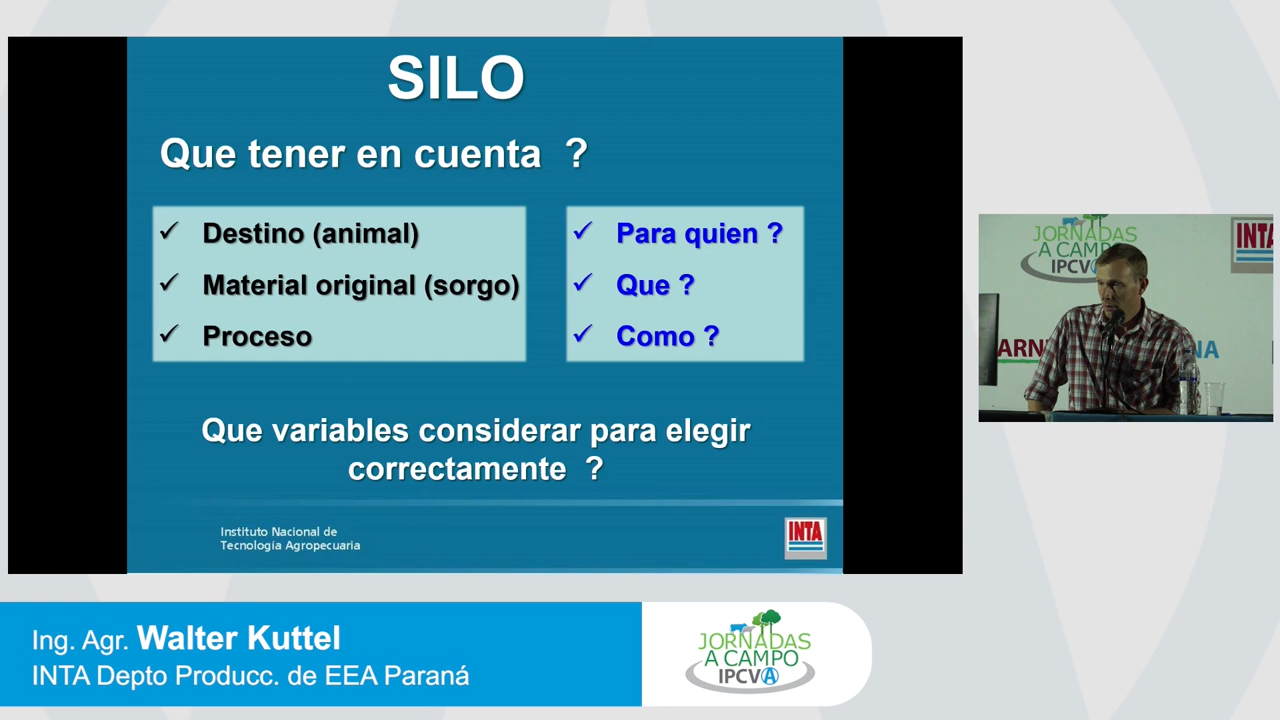 SILO
Que tener en cuenta ?
✓ Destino (animal)
✓ Material original (sorgo)
✓ Proceso
✓ Para quien ?
✓ Que ?
✓ Como ?
Que variables considerar para elegir
correctamente ?
Instituto Nacional de
Tecnología Agropecuaria
INTA
JORNADAS
A CAMPO
IPCVA
INTA
Ing. Agr. Walter Kuttel
INTA Depto Producc. de EEA Paraná
JORNADAS
A CAMPO
IPCVA